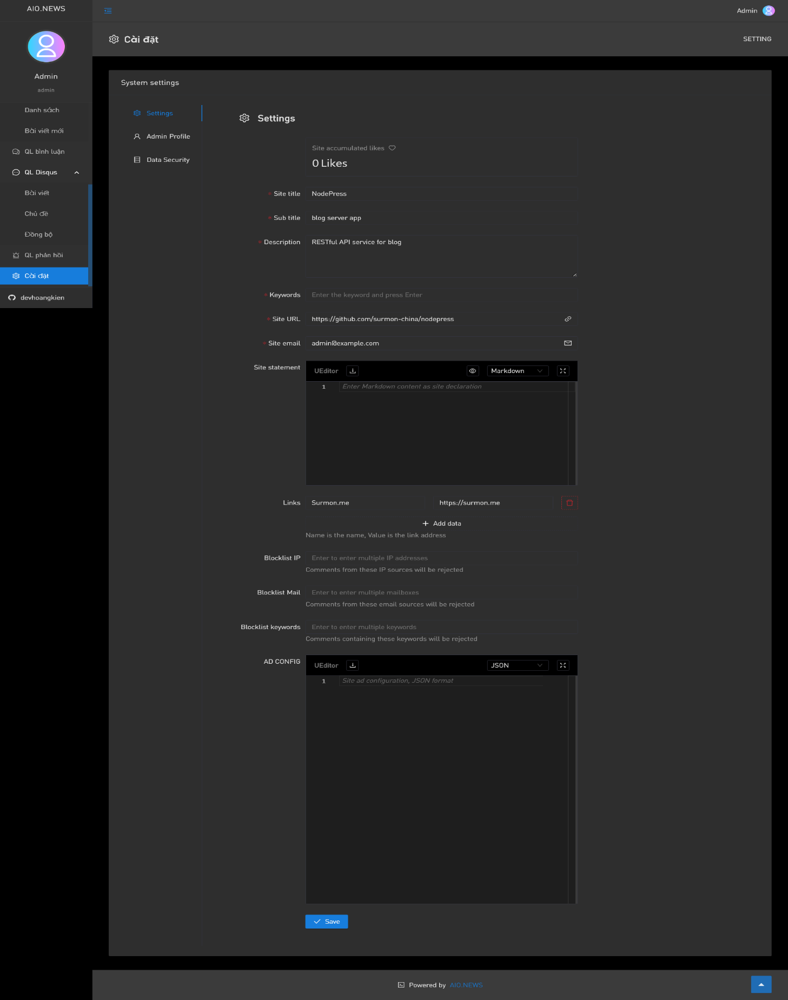 AIO.NEWS
Admin
Cài đặt
SETTING
Admin
admin
Danh sách
Bài viết mới
QL bình luận
QL Disqus
Bài viết
Chủ đề
Đồng bộ
QL phản hồi
Cài đặt
devhoangkien
System settings
Settings
Admin Profile
Data Security
Settings
Site accumulated likes
0 Likes
* Site title NodePress
* Sub title blog server app
* Description RESTful API service for blog
* Keywords Enter the keyword and press Enter
* Site URL https://github.com/surmon-china/nodepress
* Site email admin@example.com
Site statement UEditor Markdown
1 Enter Markdown content as site declaration
Links Surmon.me https://surmon.me
+ Add data
Name is the name, Value is the link address
Blocklist IP Enter to enter multiple IP addresses
Comments from these IP sources will be rejected
Blocklist Mail Enter to enter multiple mailboxes
Comments from these email sources will be rejected
Blocklist keywords Enter to enter multiple keywords
Comments containing these keywords will be rejected
AD CONFIG UEditor JSON
1 Site ad configuration, JSON format
Save
Powered by AIO.NEWS